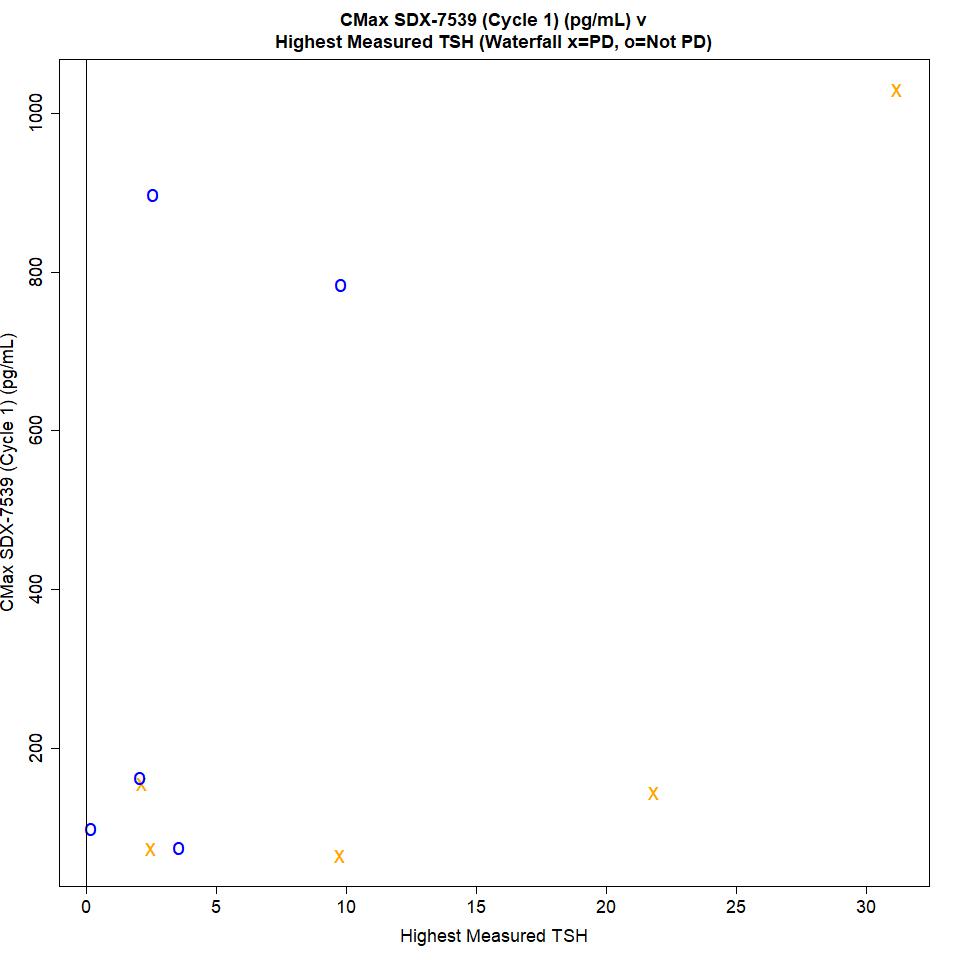 CMax SDX-7539 (Cycle 1) (pg/mL) v
Highest Measured TSH (Waterfall x=PD, o=Not PD)
CMax SDX-7539 (Cycle 1) (pg/mL)
1000
800
600
400
200
x
o
o
o
x
x
o
x
o
x
0 5 10 15 20 25 30
Highest Measured TSH